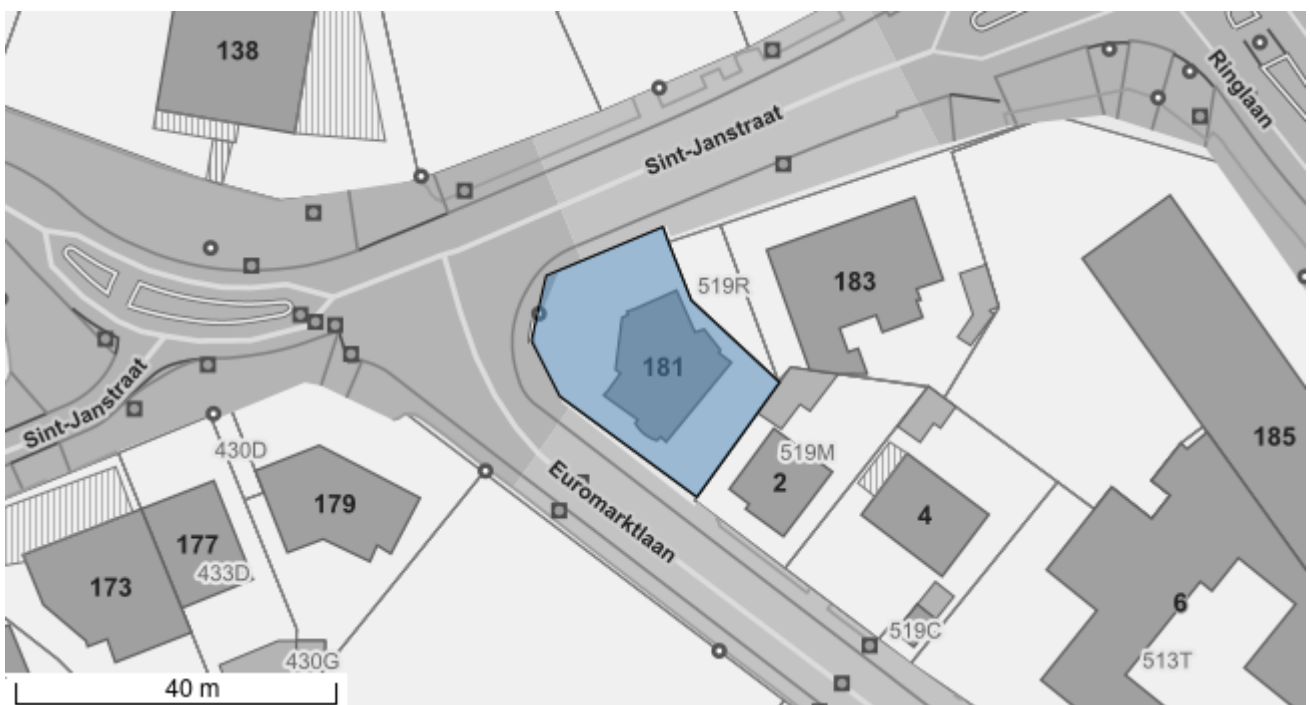 138
Ringlaan
Sint-Janstraat
519R
183
181
Sint-Janstraat
185
430D
519M
2
179
4
Euromarktlaan
177
433D
173
6
519C
430G
513T
40 m